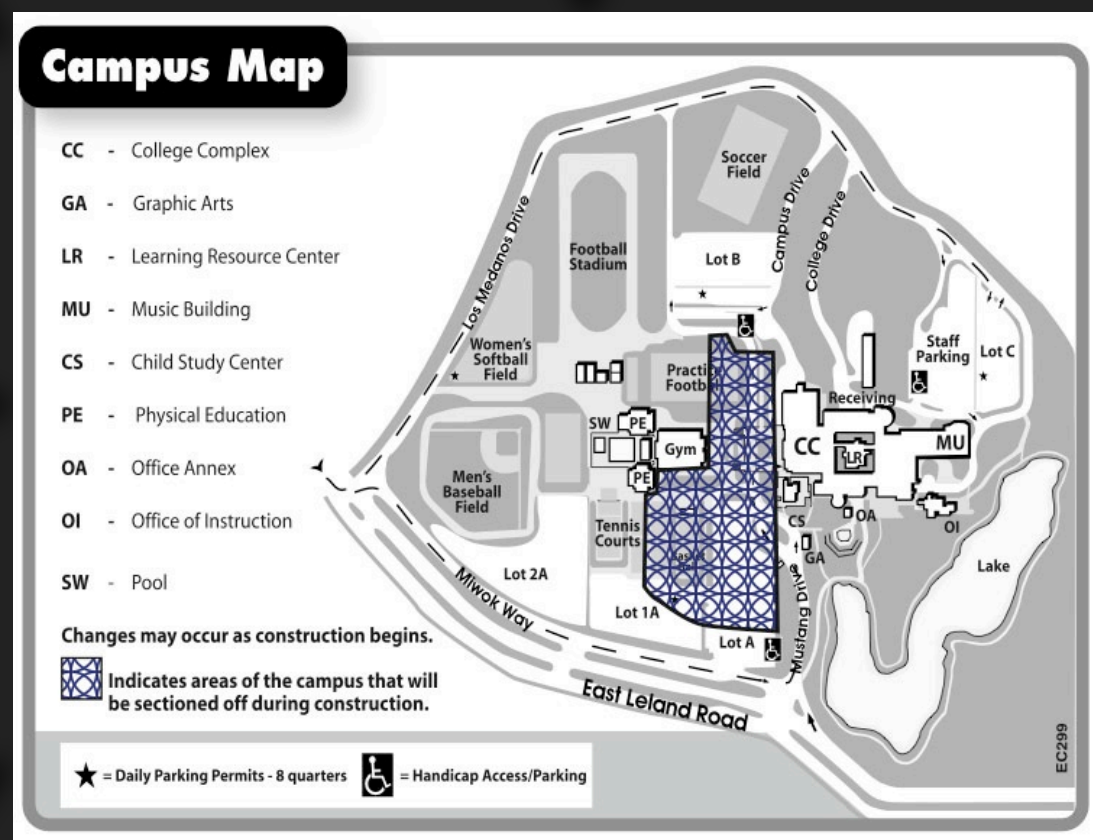 Campus Map
CC - College Complex
GA - Graphic Arts
LR - Learning Resource Center
MU - Music Building
CS - Child Study Center
PE - Physical Education
OA - Office Annex
OI - Office of Instruction
SW - Pool
Changes may occur as construction begins.
Indicates areas of the campus that will
be sectioned off during construction.
★ = Daily Parking Permits - 8 quarters
= Handicap Access/Parking
Soccer
Field
Campus Drive
College Drive
Los Medanos Drive
Football
Stadium
Lot B
Women's
Softball
Field
Practice
Staff
Parking
Lot C
Receiving
SW
PE
Gym
PE
CC
LR
MU
Men's
Baseball
Field
Tennis
Courts
CS
OA
OI
GA
Lake
Lot 2A
Lot 1A
Lot A
Miwok Way
Mustang Drive
East Leland Road
EC299